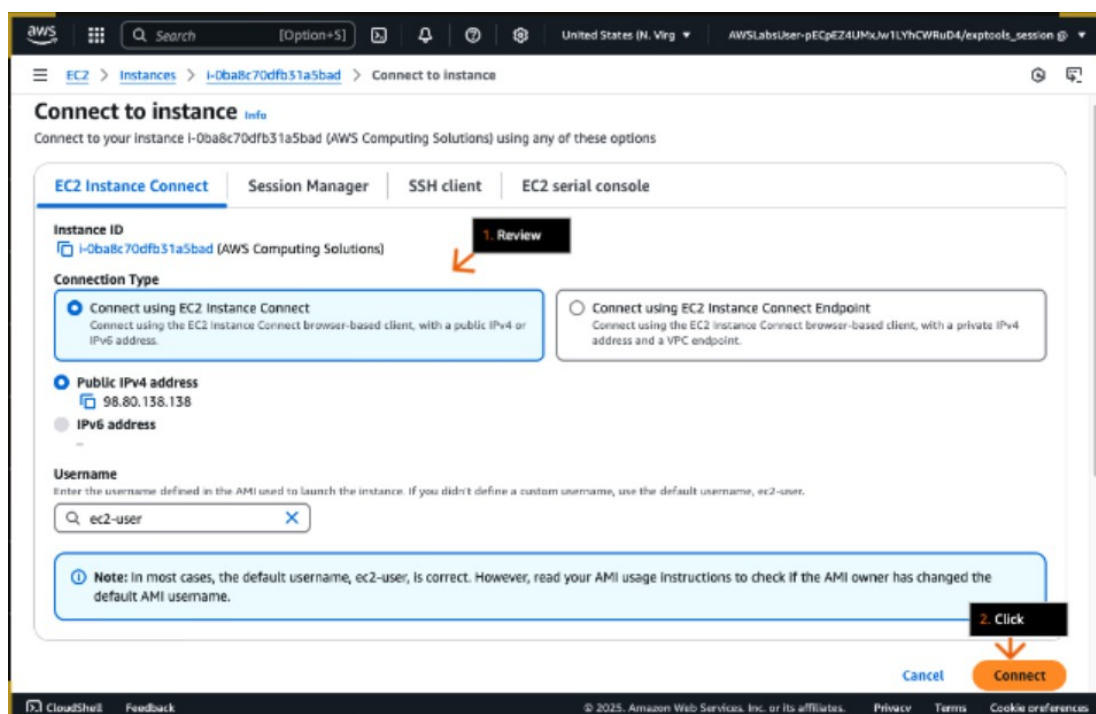 aws
Search [Option+S]
United States (N. Virg
AWSLabsUser-pECpEZ4UMxJw1LYhCWRuD4/exptools_session @
EC2 > Instances > i-0ba8c70dfb31a5bad > Connect to instance
Connect to instance Info
Connect to your instance i-0ba8c70dfb31a5bad (AWS Computing Solutions) using any of these options
EC2 Instance Connect
Session Manager
SSH client
EC2 serial console
Instance ID
i-0ba8c70dfb31a5bad (AWS Computing Solutions)
1. Review
Connection Type
Connect using EC2 Instance Connect
Connect using the EC2 Instance Connect browser-based client, with a public IPv4 or
IPv6 address.
Connect using EC2 Instance Connect Endpoint
Connect using the EC2 Instance Connect browser-based client, with a private IPv4
address and a VPC endpoint.
Public IPv4 address
98.80.138.138
IPv6 address
–
Username
Enter the username defined in the AMI used to launch the instance. If you didn't define a custom username, use the default username, ec2-user.
ec2-user
Note: In most cases, the default username, ec2-user, is correct. However, read your AMI usage instructions to check if the AMI owner has changed the
default AMI username.
2. Click
Cancel
Connect
CloudShell Feedback
© 2025, Amazon Web Services, Inc. or its affiliates. Privacy Terms Cookie preferences